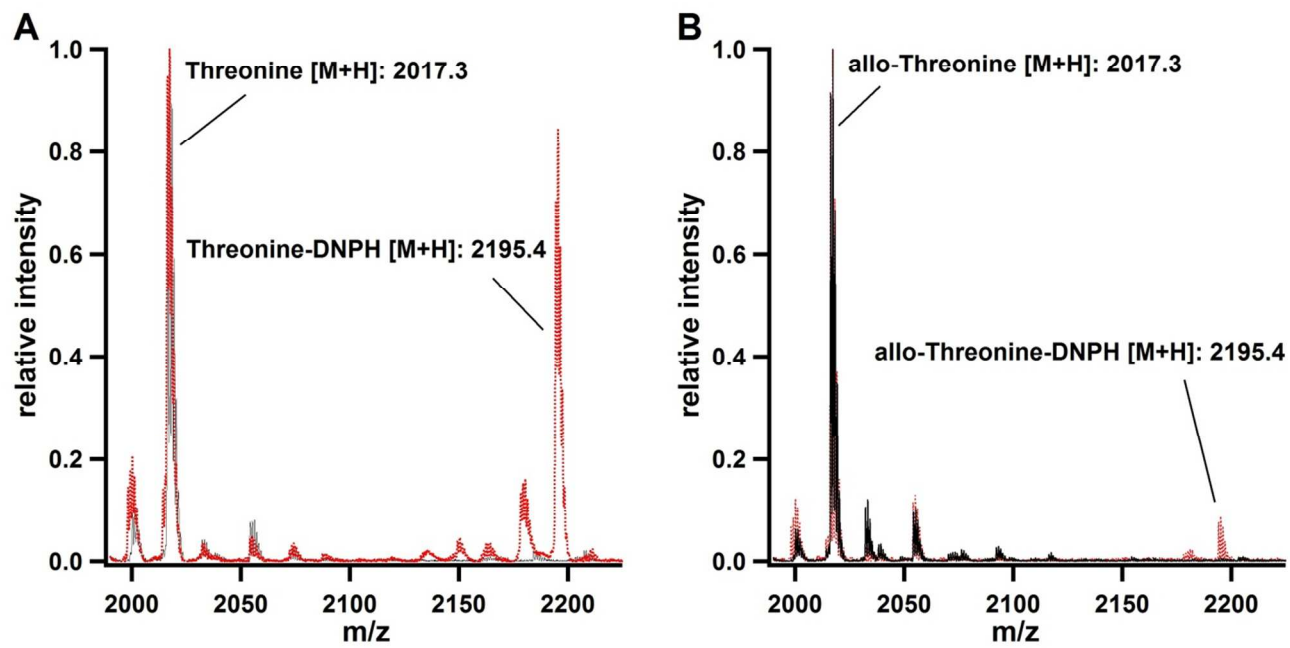 A
1.0
Threonine [M+H]: 2017.3
0.8
Threonine-DNPH [M+H]: 2195.4
0.6
0.4
0.2
0.0
relative intensity
2000 2050 2100 2150 2200
m/z
B
1.0
allo-Threonine [M+H]: 2017.3
0.8
0.6
0.4
allo-Threonine-DNPH [M+H]: 2195.4
0.2
0.0
relative intensity
2000 2050 2100 2150 2200
m/z